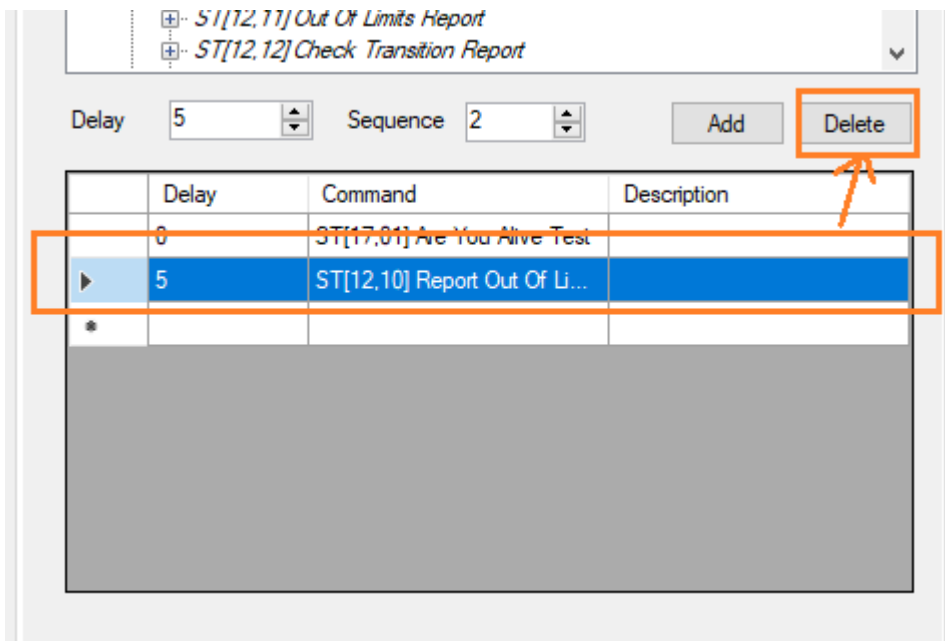 ST[12,11] Out Of Limits Report
ST[12,12] Check Transition Report
Delay 5 Sequence 2 Add Delete
Delay Command Description
0 ST[17,01] Are You Alive Test
5 ST[12,10] Report Out Of Li...